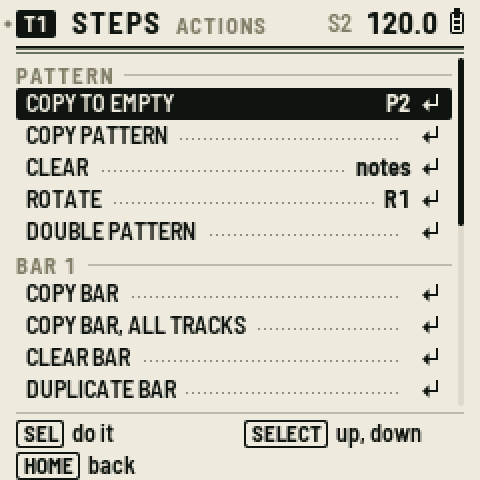 T1 STEPS ACTIONS S2 120.0
PATTERN
COPY TO EMPTY P2
COPY PATTERN
CLEAR notes
ROTATE R1
DOUBLE PATTERN
BAR 1
COPY BAR
COPY BAR, ALL TRACKS
CLEAR BAR
DUPLICATE BAR
SEL do it SELECT up, down
HOME back